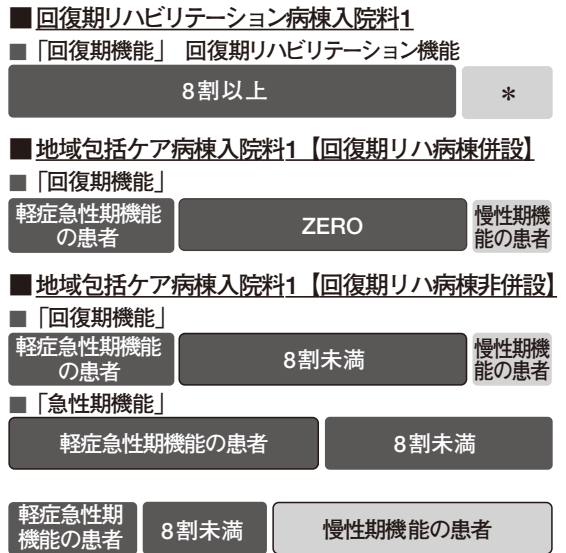 ■回復期リハビリテーション病棟入院料1
■「回復期機能」 回復期リハビリテーション機能
8割以上 *
■地域包括ケア病棟入院料1【回復期リハ病棟併設】
■「回復期機能」
軽症急性期機能
の患者
ZERO
慢性期機
能の患者
■地域包括ケア病棟入院料1【回復期リハ病棟非併設】
■「回復期機能」
軽症急性期機能
の患者
8割未満
慢性期機
能の患者
■「急性期機能」
軽症急性期機能の患者 8割未満
軽症急性期
機能の患者
8割未満
慢性期機能の患者